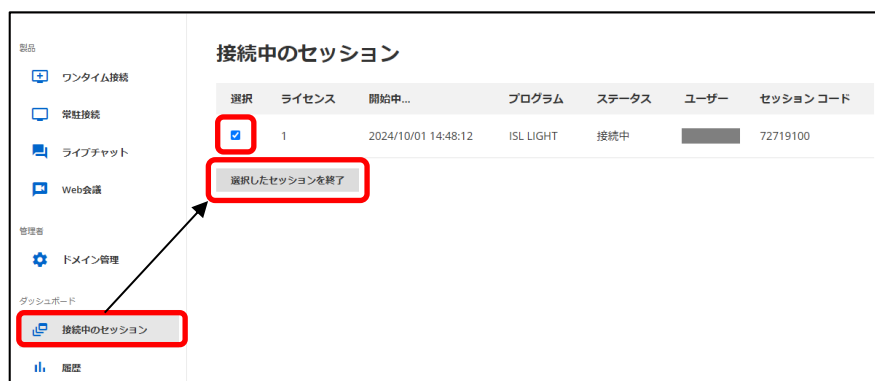 製品
ワンタイム接続
常駐接続
ライブチャット
Web会議
管理者
ドメイン管理
ダッシュボード
接続中のセッション
履歴
接続中のセッション
選択 ライセンス 開始中... プログラム ステータス ユーザー セッション コード
1 2024/10/01 14:48:12 ISL LIGHT 接続中 72719100
選択したセッションを終了